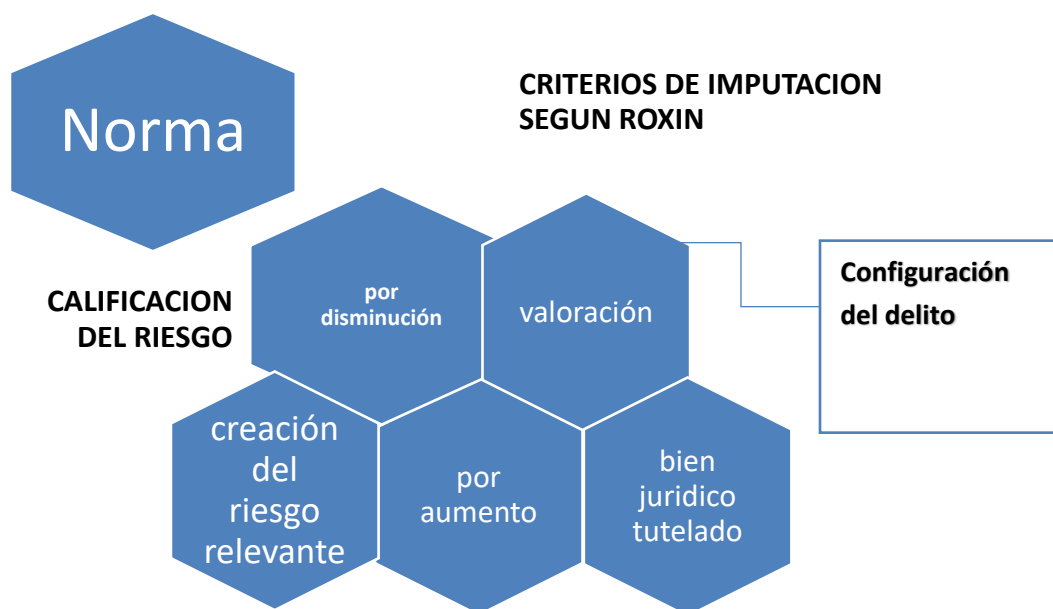 Norma
CRITERIOS DE IMPUTACION
SEGUN ROXIN
CALIFICACION
DEL RIESGO
por
disminución
valoración
Configuración
del delito
creación
del
riesgo
relevante
por
aumento
bien
juridico
tutelado